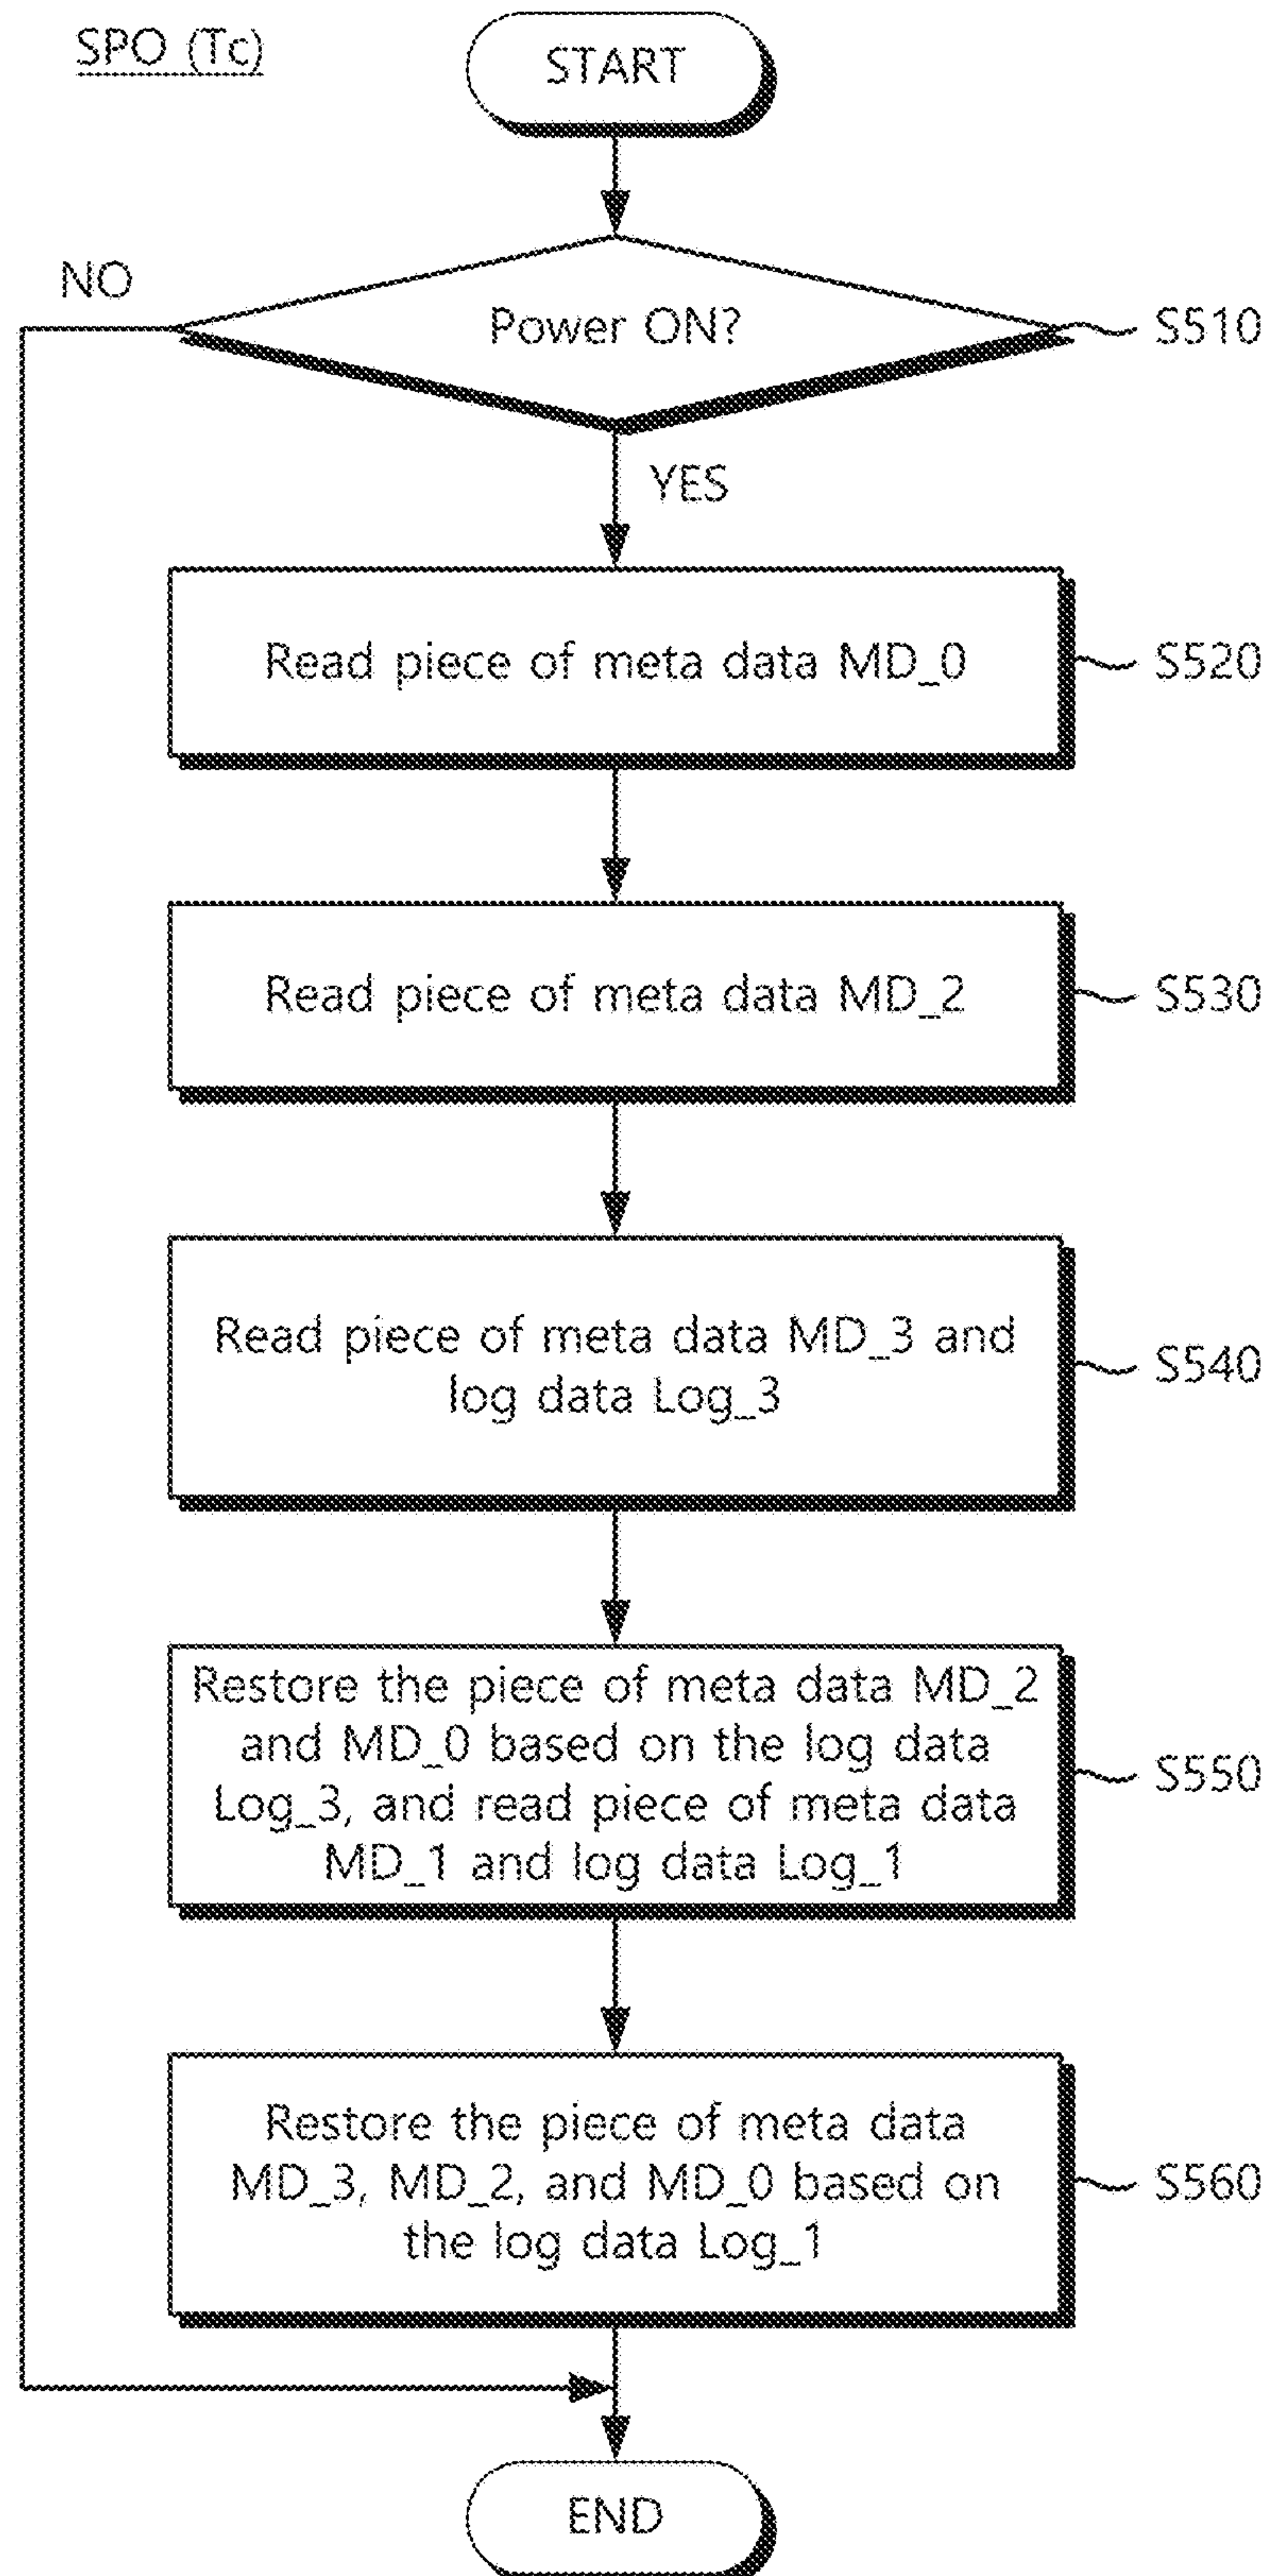 SPO (Tc)
START
NO
Power ON?
S510
YES
Read piece of meta data MD_0
S520
Read piece of meta data MD_2
S530
Read piece of meta data MD_3 and
log data Log_3
S540
Restore the piece of meta data MD_2
and MD_0 based on the log data
Log_3, and read piece of meta data
MD_1 and log data Log_1
S550
Restore the piece of meta data
MD_3, MD_2, and MD_0 based on
the log data Log_1
S560
END